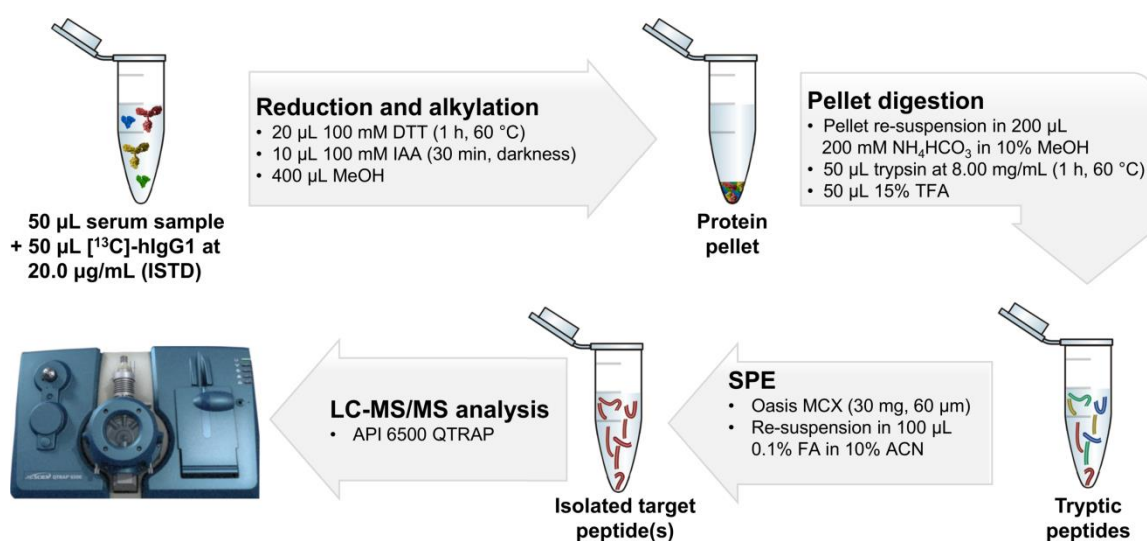 Reduction and alkylation
• 20 µL 100 mM DTT (1 h, 60 °C)
• 10 µL 100 mM IAA (30 min, darkness)
• 400 µL MeOH
Pellet digestion
• Pellet re-suspension in 200 µL
200 mM NH₄HCO₃ in 10% MeOH
• 50 µL trypsin at 8.00 mg/mL (1 h, 60 °C)
• 50 µL 15% TFA
50 µL serum sample
+ 50 µL [¹³C]-hIgG1 at
20.0 µg/mL (ISTD)
Protein
pellet
LC-MS/MS analysis
• API 6500 QTRAP
SPE
• Oasis MCX (30 mg, 60 µm)
• Re-suspension in 100 µL
0.1% FA in 10% ACN
Isolated target
peptide(s)
Tryptic
peptides